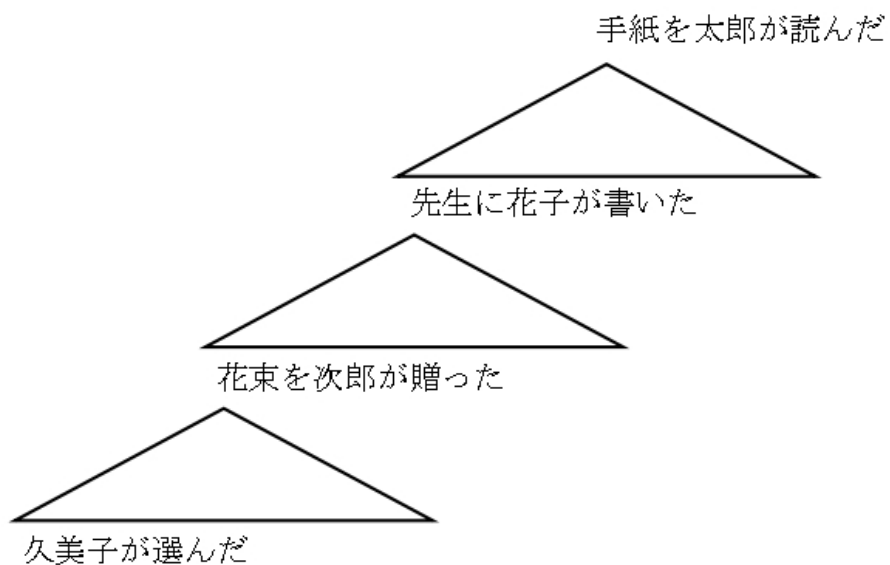 手紙を太郎が読んだ
先生に花子が書いた
花束を次郎が贈った
久美子が選んだ